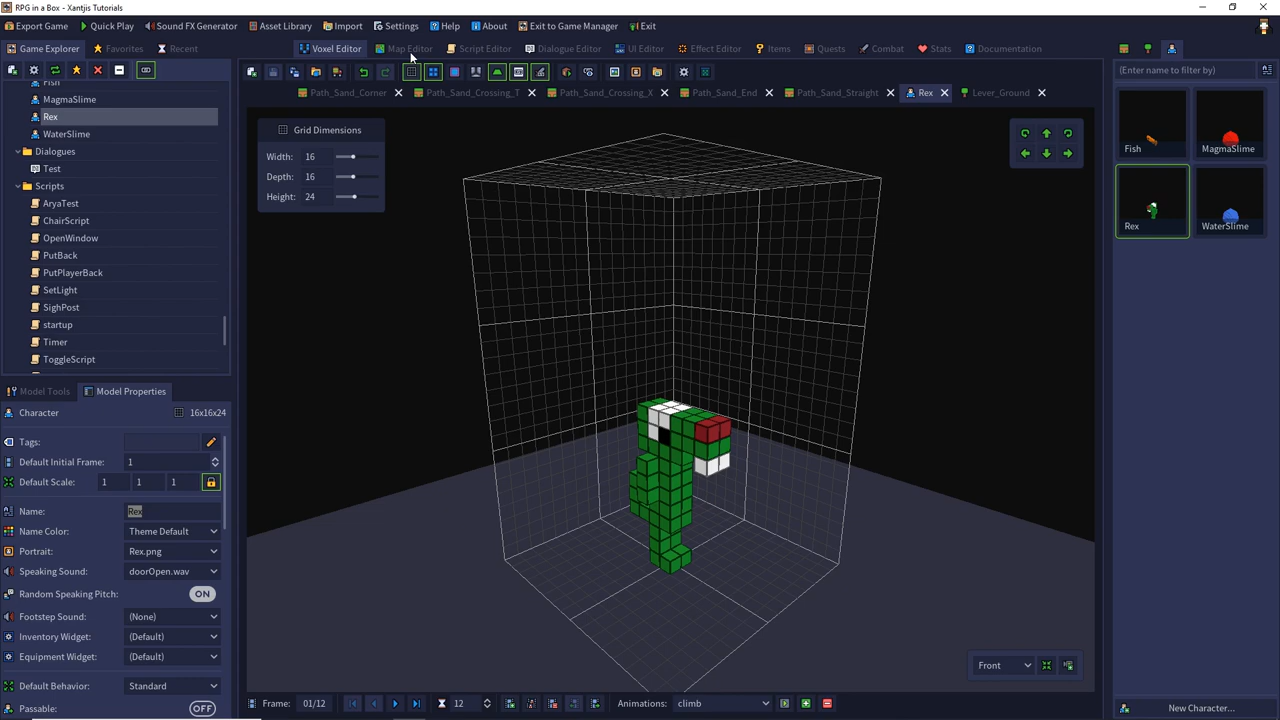 RPG in a Box - Xantjis Tutorials
Export Game Quick Play Sound FX Generator Asset Library Import Settings Help About Exit to Game Manager Exit
Game Explorer Favorites Recent
Voxel Editor Map Editor Script Editor Dialogue Editor UI Editor Effect Editor Items Quests Combat Stats Documentation
Path_Sand_Corner Path_Sand_Crossing_T Path_Sand_Crossing_X Path_Sand_End Path_Sand_Straight Rex Lever_Ground
(Enter name to filter by)
Fish
MagmaSlime
Rex
WaterSlime
Dialogues
Test
Scripts
AryaTest
ChairScript
OpenWindow
PutBack
PutPlayerBack
SetLight
SighPost
startup
Timer
ToggleScript
Grid Dimensions
Width: 16
Depth: 16
Height: 24
Fish MagmaSlime
Rex WaterSlime
Model Tools Model Properties
Character 16x16x24
Tags:
Default Initial Frame: 1
Default Scale: 1 1 1
Name: Rex
Name Color: Theme Default
Portrait: Rex.png
Speaking Sound: doorOpen.wav
Random Speaking Pitch: ON
Footstep Sound: (None)
Inventory Widget: (Default)
Equipment Widget: (Default)
Default Behavior: Standard
Passable: OFF
Front
Frame: 01/12 12 Animations: climb
New Character...